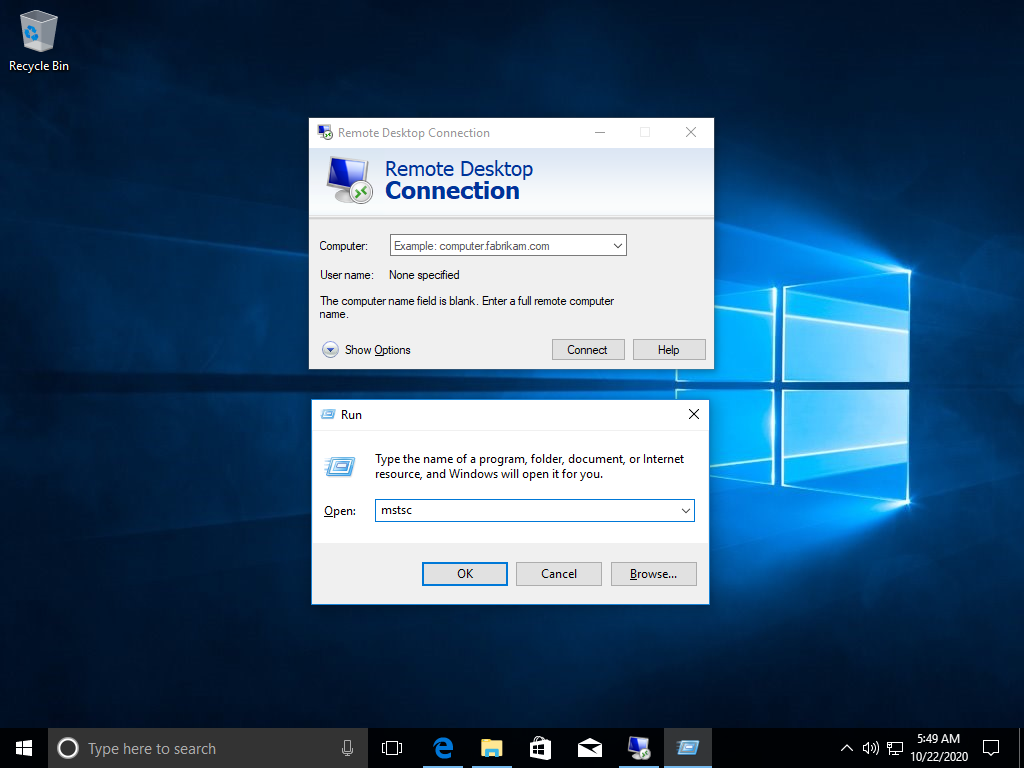 Recycle Bin
Remote Desktop Connection
Remote Desktop
Connection
Computer: Example: computer.fabrikam.com
User name: None specified
The computer name field is blank. Enter a full remote computer
name.
Show Options Connect Help
Run
Type the name of a program, folder, document, or Internet
resource, and Windows will open it for you.
Open: mstsc
OK Cancel Browse...
Type here to search
5:49 AM
10/22/2020